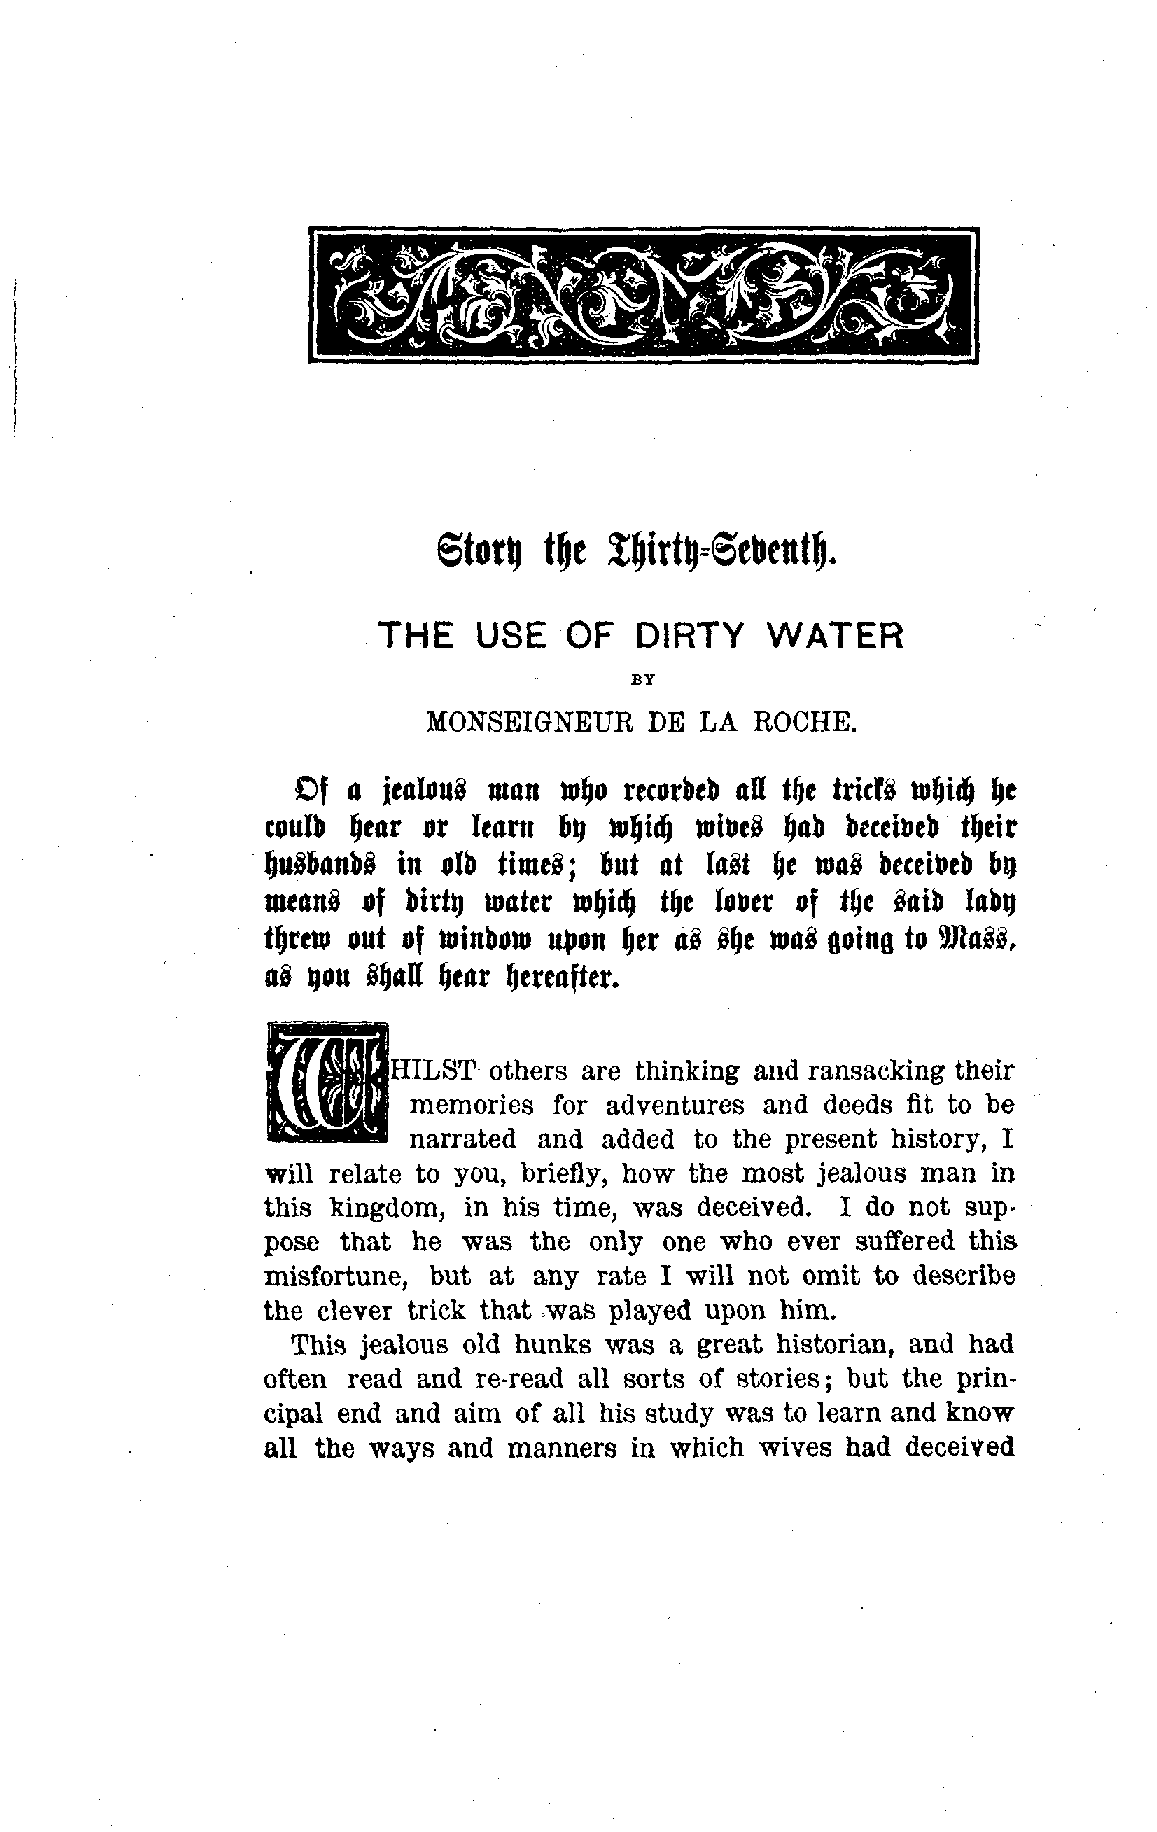 Story the Thirty-Seventh.
THE USE OF DIRTY WATER
BY
MONSEIGNEUR DE LA ROCHE.
Of a jealous man who recorded all the tricks which he
could hear or learn by which wives had deceived their
husbands in old times; but at last he was deceived by
means of dirty water which the lover of the said lady
threw out of window upon her as she was going to Mass,
as you shall hear hereafter.
WHILST others are thinking and ransacking their
memories for adventures and deeds fit to be
narrated and added to the present history, I
will relate to you, briefly, how the most jealous man in
this kingdom, in his time, was deceived. I do not sup-
pose that he was the only one who ever suffered this
misfortune, but at any rate I will not omit to describe
the clever trick that was played upon him.
This jealous old hunks was a great historian, and had
often read and re-read all sorts of stories; but the prin-
cipal end and aim of all his study was to learn and know
all the ways and manners in which wives had deceived